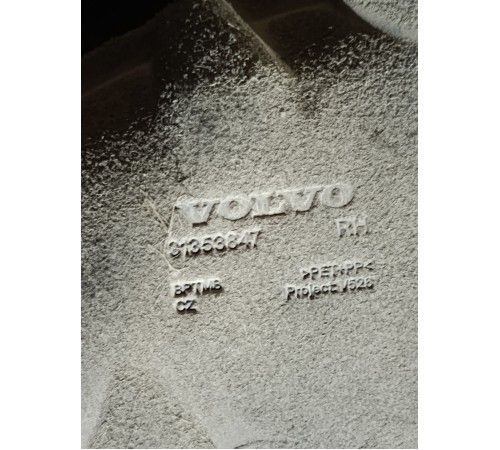 VOLVO
31353847 RH
BPTMB >PET+PP<
CZ Project: V526